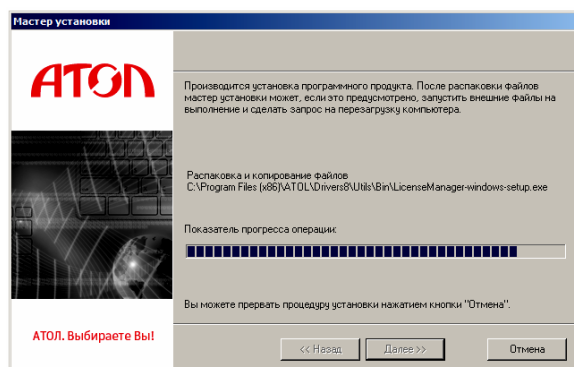 Мастер установки
АТОЛ
Производится установка программного продукта. После распаковки файлов
мастер установки может, если это предусмотрено, запустить внешние файлы на
выполнение и сделать запрос на перезагрузку компьютера.
Распаковка и копирование файлов
C:\Program Files (x86)\ATOL\Drivers8\Utils\Bin\LicenseManager-windows-setup.exe
Показатель прогресса операции:
Вы можете прервать процедуру установки нажатием кнопки "Отмена".
АТОЛ. Выбираете Вы!
<< Назад
Далее >>
Отмена